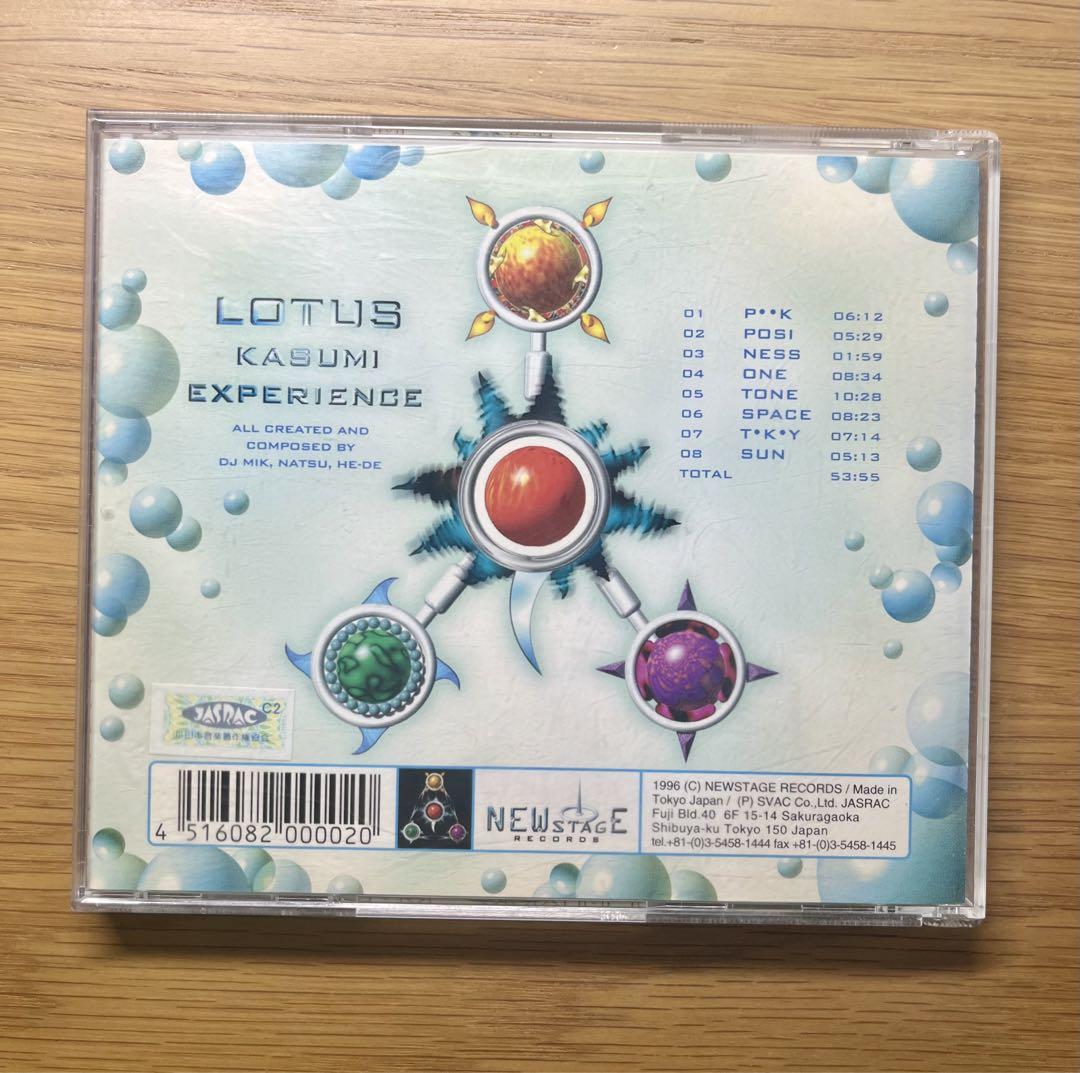 LOTUS
KASUMI
EXPERIENCE
ALL CREATED AND
COMPOSED BY
DJ MIK, NATSU, HE-DE
01 P••K 06:12
02 POSI 05:29
03 NESS 01:59
04 ONE 08:34
05 TONE 10:28
06 SPACE 08:23
07 T•K•Y 07:14
08 SUN 05:13
TOTAL 53:55
JASRAC C2
4 516082 000020
NEWSTAGE
RECORDS
1996 (C) NEWSTAGE RECORDS / Made in
Tokyo Japan / (P) SVAC Co.,Ltd. JASRAC
Fuji Bld.40 6F 15-14 Sakuragaoka
Shibuya-ku Tokyo 150 Japan
tel.+81-(0)3-5458-1444 fax +81-(0)3-5458-1445